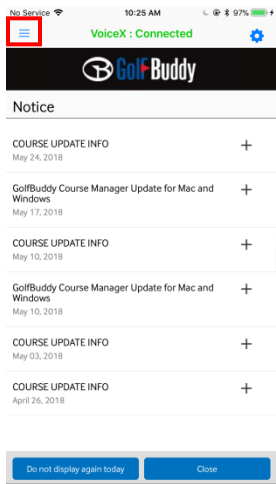 No Service 10:25 AM 97%
VoiceX : Connected
GolfBuddy
Notice
COURSE UPDATE INFO
May 24, 2018
GolfBuddy Course Manager Update for Mac and
Windows
May 17, 2018
COURSE UPDATE INFO
May 10, 2018
GolfBuddy Course Manager Update for Mac and
Windows
May 10, 2018
COURSE UPDATE INFO
May 03, 2018
COURSE UPDATE INFO
April 26, 2018
Do not display again today Close